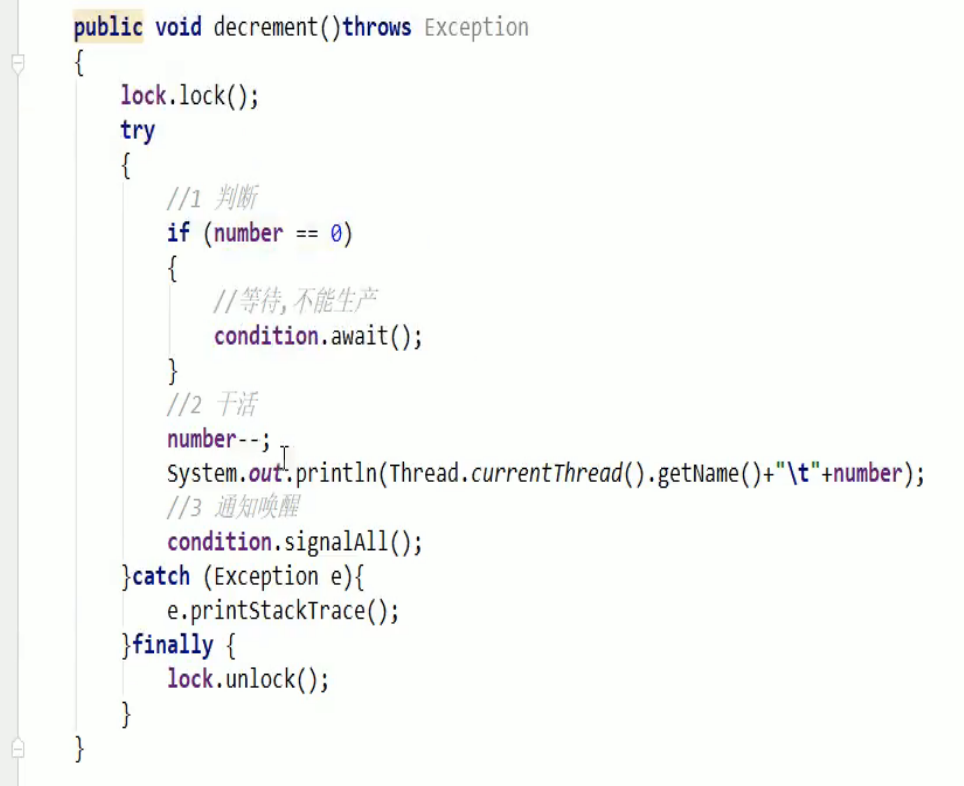 public void decrement()throws Exception
{
lock.lock();
try
{
//1 判断
if (number == 0)
{
//等待,不能生产
condition.await();
}
//2 干活
number--;
System.out.println(Thread.currentThread().getName()+"\t"+number);
//3 通知唤醒
condition.signalAll();
}catch (Exception e){
e.printStackTrace();
}finally {
lock.unlock();
}
}